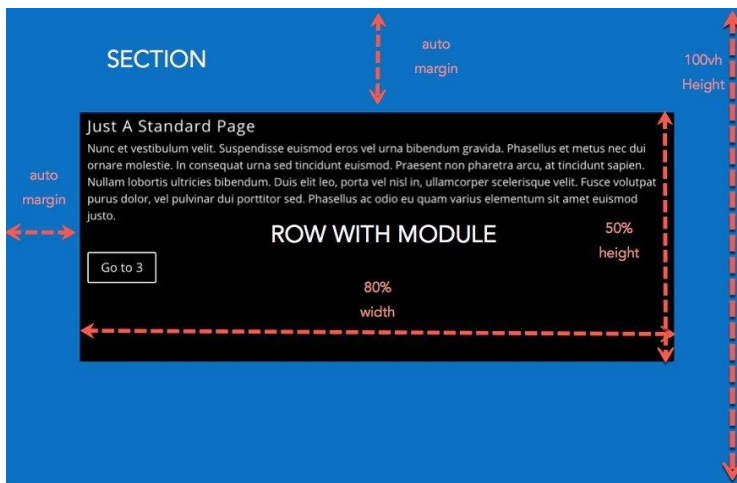 SECTION
auto
margin
100vh
Height
Just A Standard Page
Nunc et vestibulum velit. Suspendisse euismod eros vel urna bibendum gravida. Phasellus et metus nec dui
ornare molestie. In consequat urna sed tincidunt euismod. Praesent non pharetra arcu, at tincidunt sapien.
Nullam lobortis ultricies bibendum. Duis elit leo, porta vel nisl in, ullamcorper scelerisque velit. Fusce volutpat
purus dolor, vel pulvinar dui porttitor sed. Phasellus ac odio eu quam varius elementum sit amet euismod
justo.
auto
margin
ROW WITH MODULE
50%
height
Go to 3
80%
width